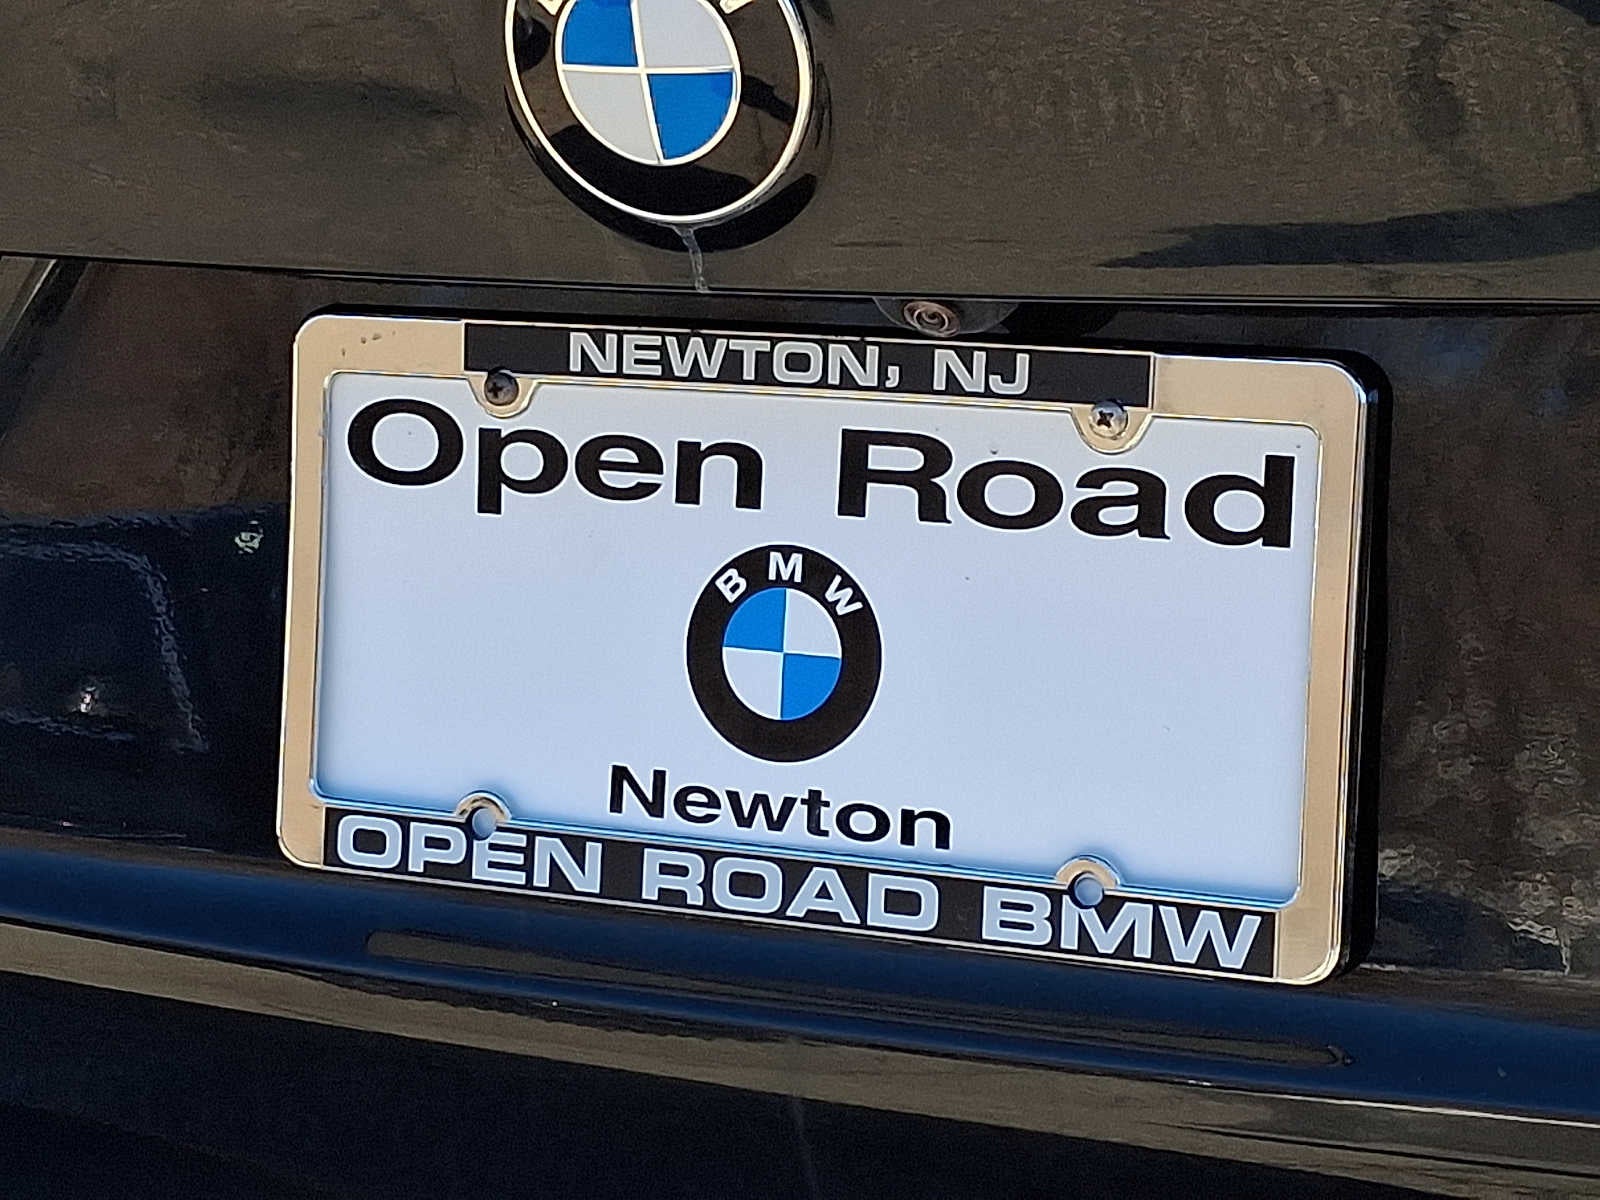 NEWTON, NJ
Open Road
BMW
Newton
OPEN ROAD BMW